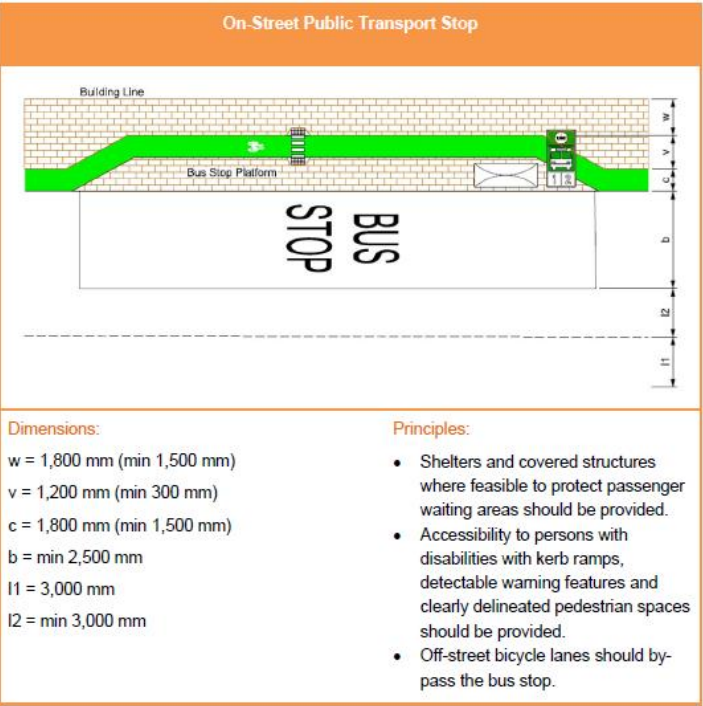 On-Street Public Transport Stop
Building Line
w
v
Bus Stop Platform
1 2
c
BUS
STOP
b
l2
l1
Dimensions:
w = 1,800 mm (min 1,500 mm)
v = 1,200 mm (min 300 mm)
c = 1,800 mm (min 1,500 mm)
b = min 2,500 mm
l1 = 3,000 mm
l2 = min 3,000 mm
Principles:
• Shelters and covered structures
where feasible to protect passenger
waiting areas should be provided.
• Accessibility to persons with
disabilities with kerb ramps,
detectable warning features and
clearly delineated pedestrian spaces
should be provided.
• Off-street bicycle lanes should by-
pass the bus stop.